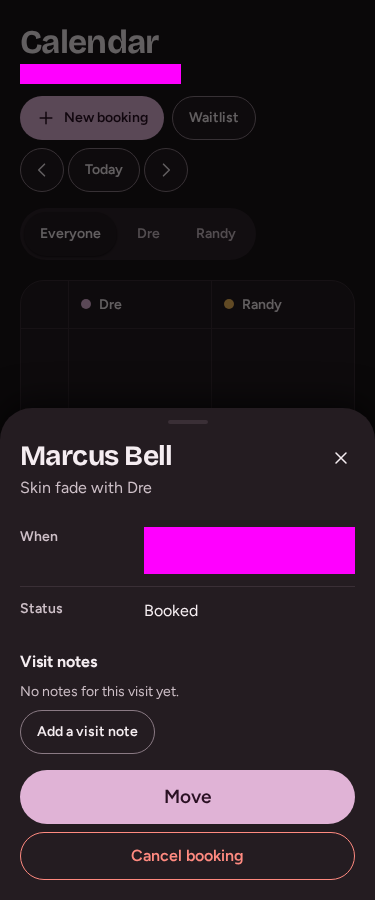 Calendar
New booking
Waitlist
Today
Everyone
Dre
Randy
Dre
Randy
Marcus Bell
Skin fade with Dre
When
Status
Booked
Visit notes
No notes for this visit yet.
Add a visit note
Move
Cancel booking